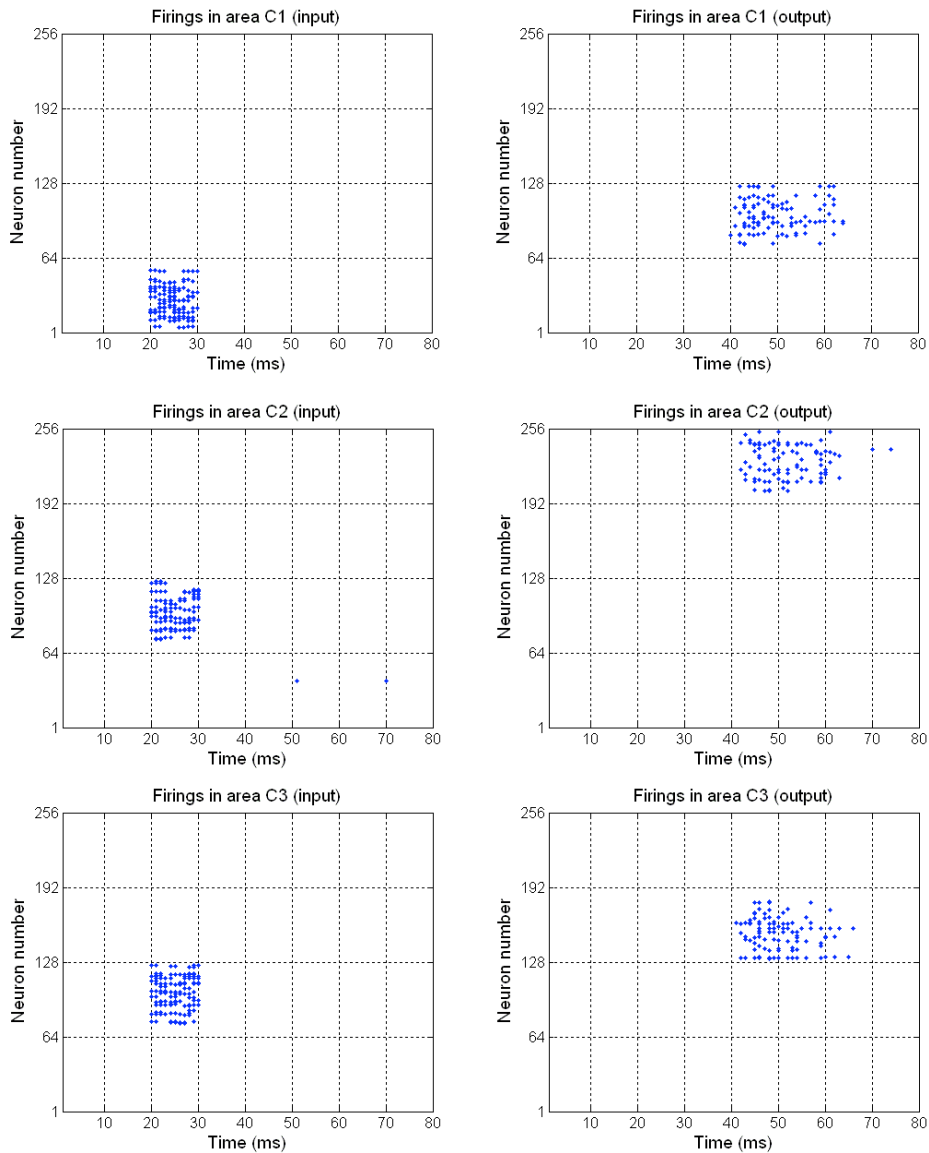 Firings in area C1 (input)
256
192
128
64
1
Neuron number
10 20 30 40 50 60 70 80
Time (ms)
Firings in area C1 (output)
256
192
128
64
1
Neuron number
10 20 30 40 50 60 70 80
Time (ms)
Firings in area C2 (input)
256
192
128
64
1
Neuron number
10 20 30 40 50 60 70 80
Time (ms)
Firings in area C2 (output)
256
192
128
64
1
Neuron number
10 20 30 40 50 60 70 80
Time (ms)
Firings in area C3 (input)
256
192
128
64
1
Neuron number
10 20 30 40 50 60 70 80
Time (ms)
Firings in area C3 (output)
256
192
128
64
1
Neuron number
10 20 30 40 50 60 70 80
Time (ms)